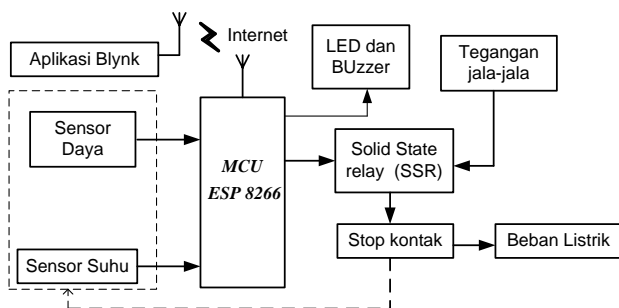 Aplikasi Blynk
Internet
LED dan
BUzzer
Tegangan
jala-jala
Sensor
Daya
MCU
ESP 8266
Solid State
relay (SSR)
Sensor Suhu
Stop kontak
Beban Listrik